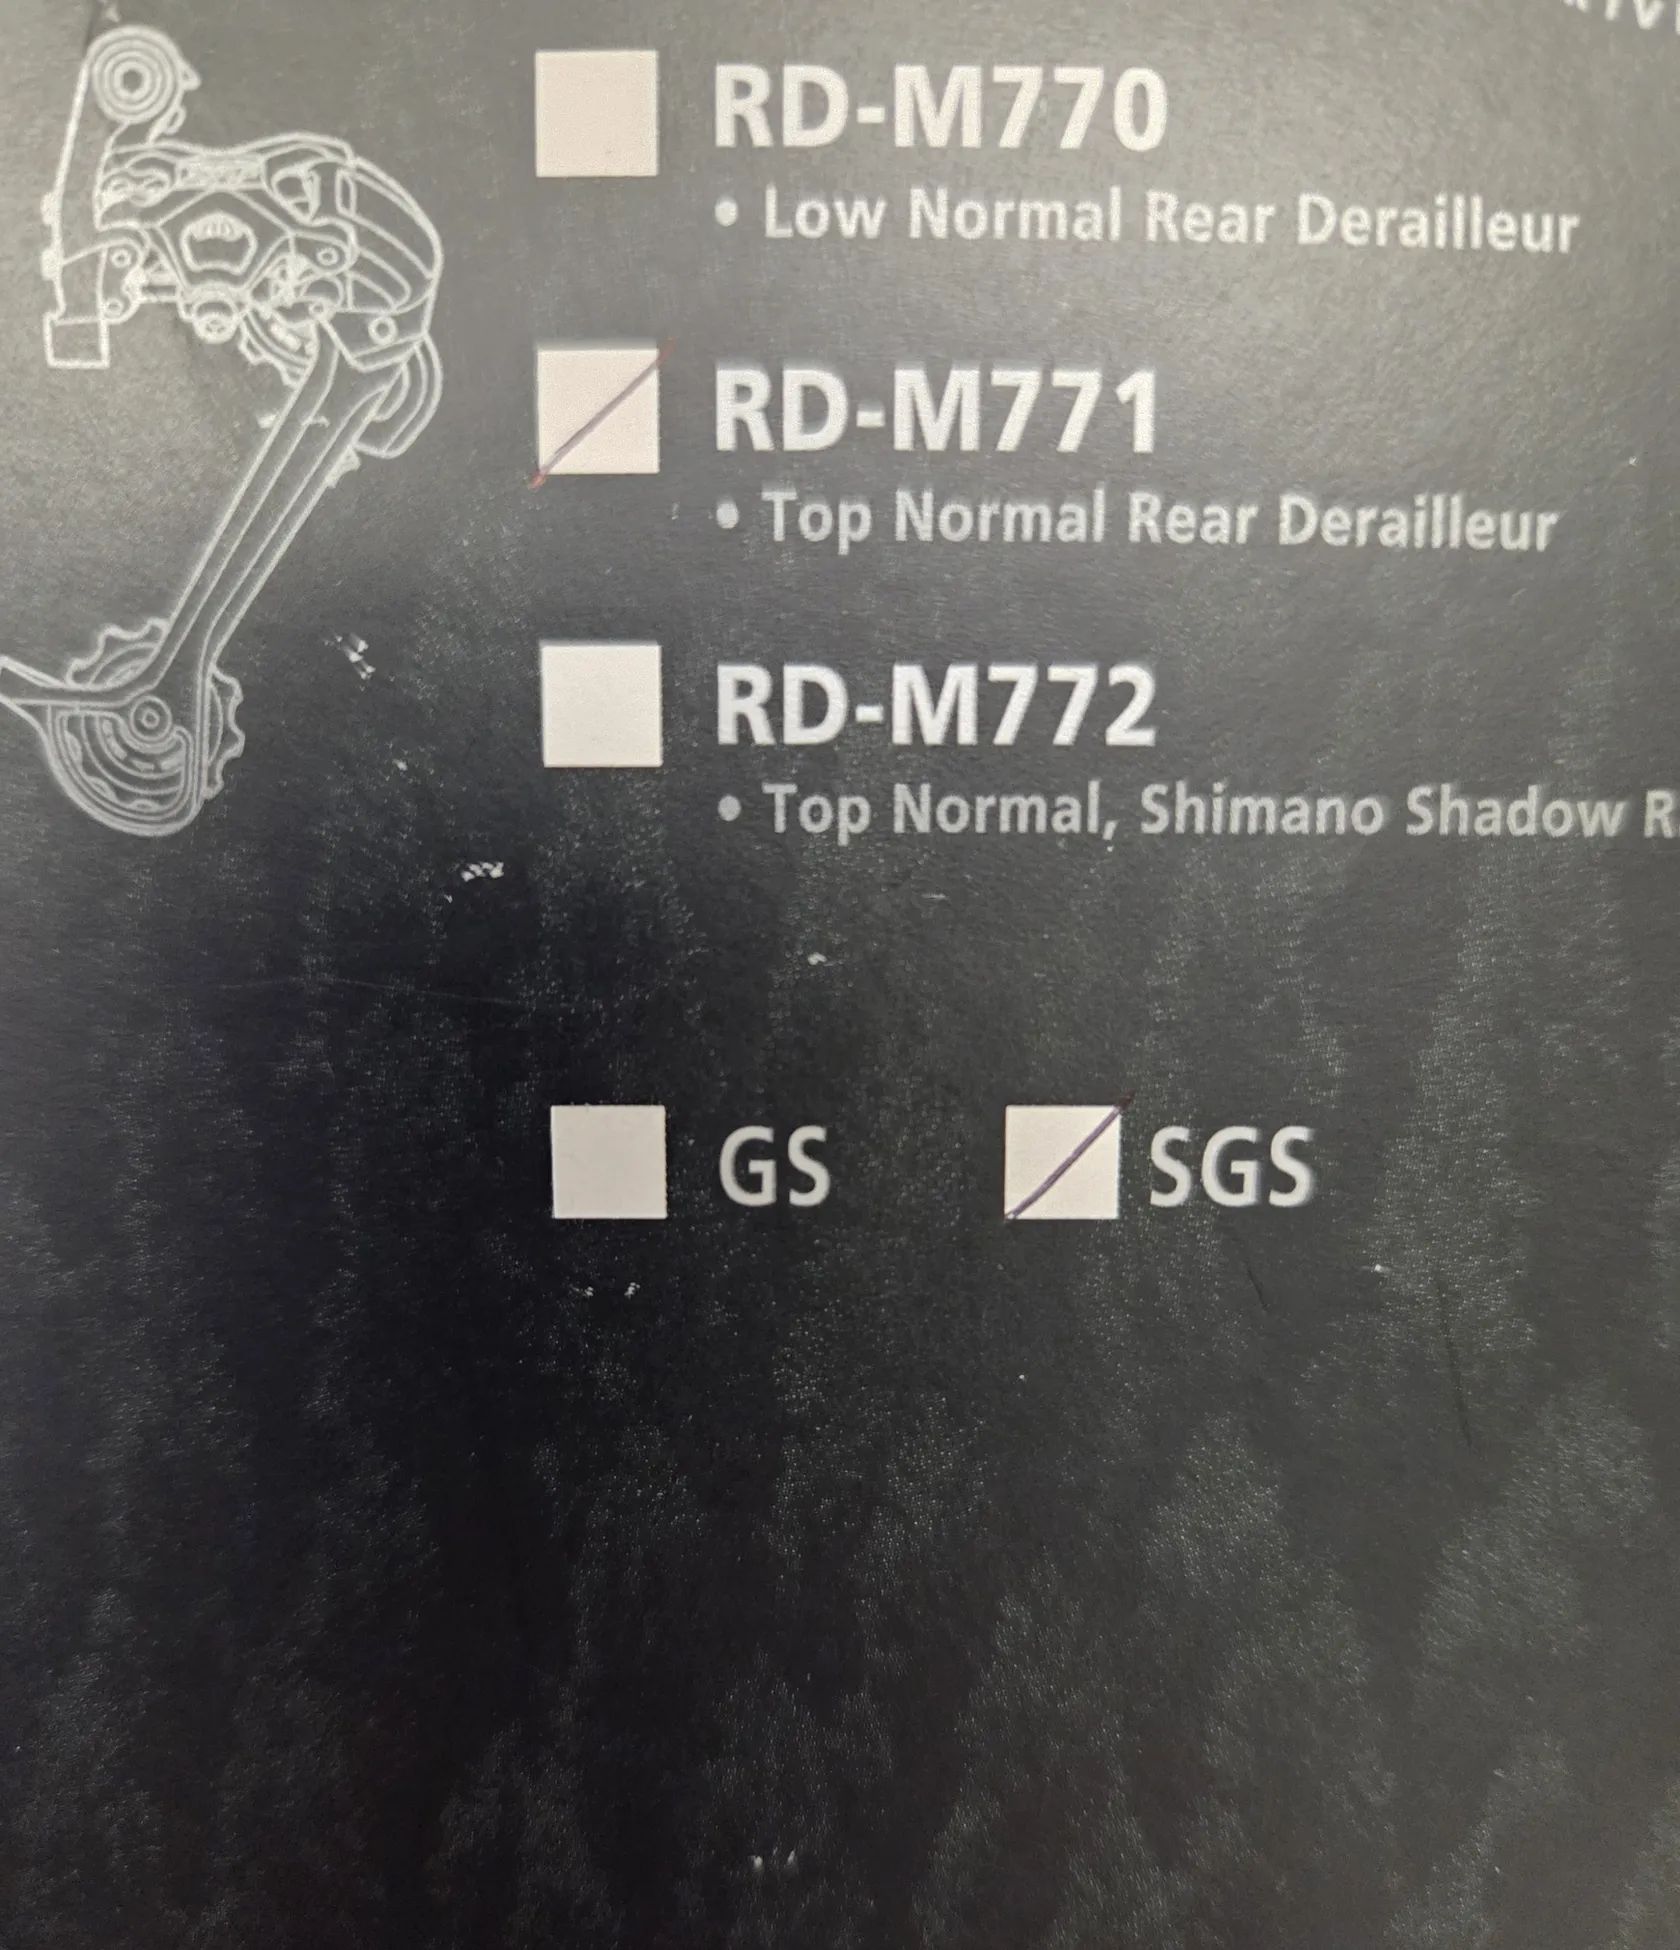 RD-M770
• Low Normal Rear Derailleur
RD-M771
• Top Normal Rear Derailleur
RD-M772
• Top Normal, Shimano Shadow R
GS SGS